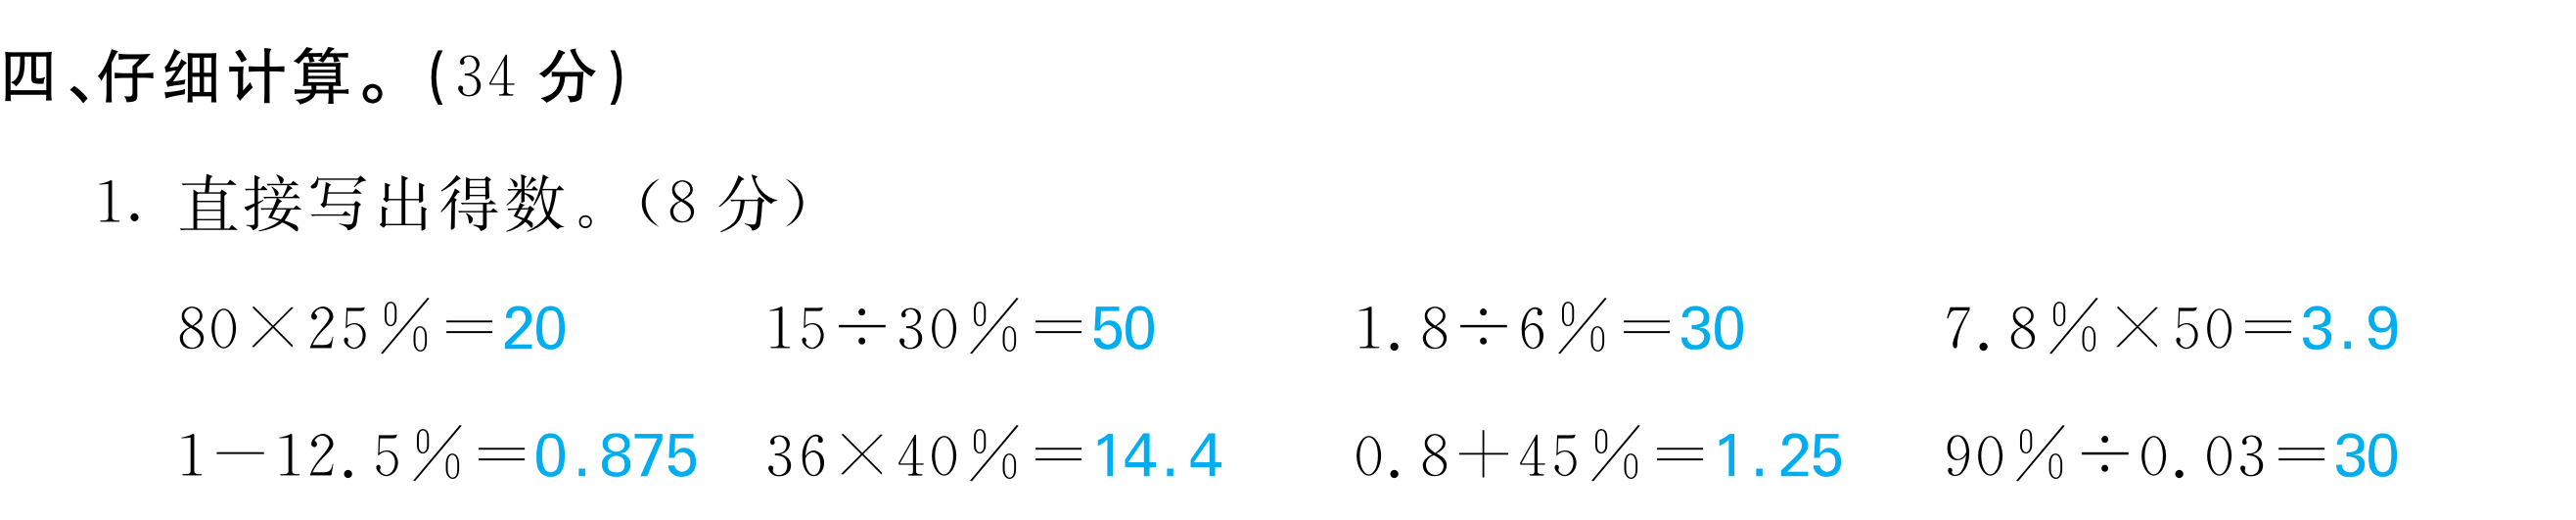 四、仔细计算。(34 分)
1. 直接写出得数。(8 分)
80×25%=20 15÷30%=50 1.8÷6%=30 7.8%×50=3.9
1-12.5%=0.875 36×40%=14.4 0.8+45%=1.25 90%÷0.03=30